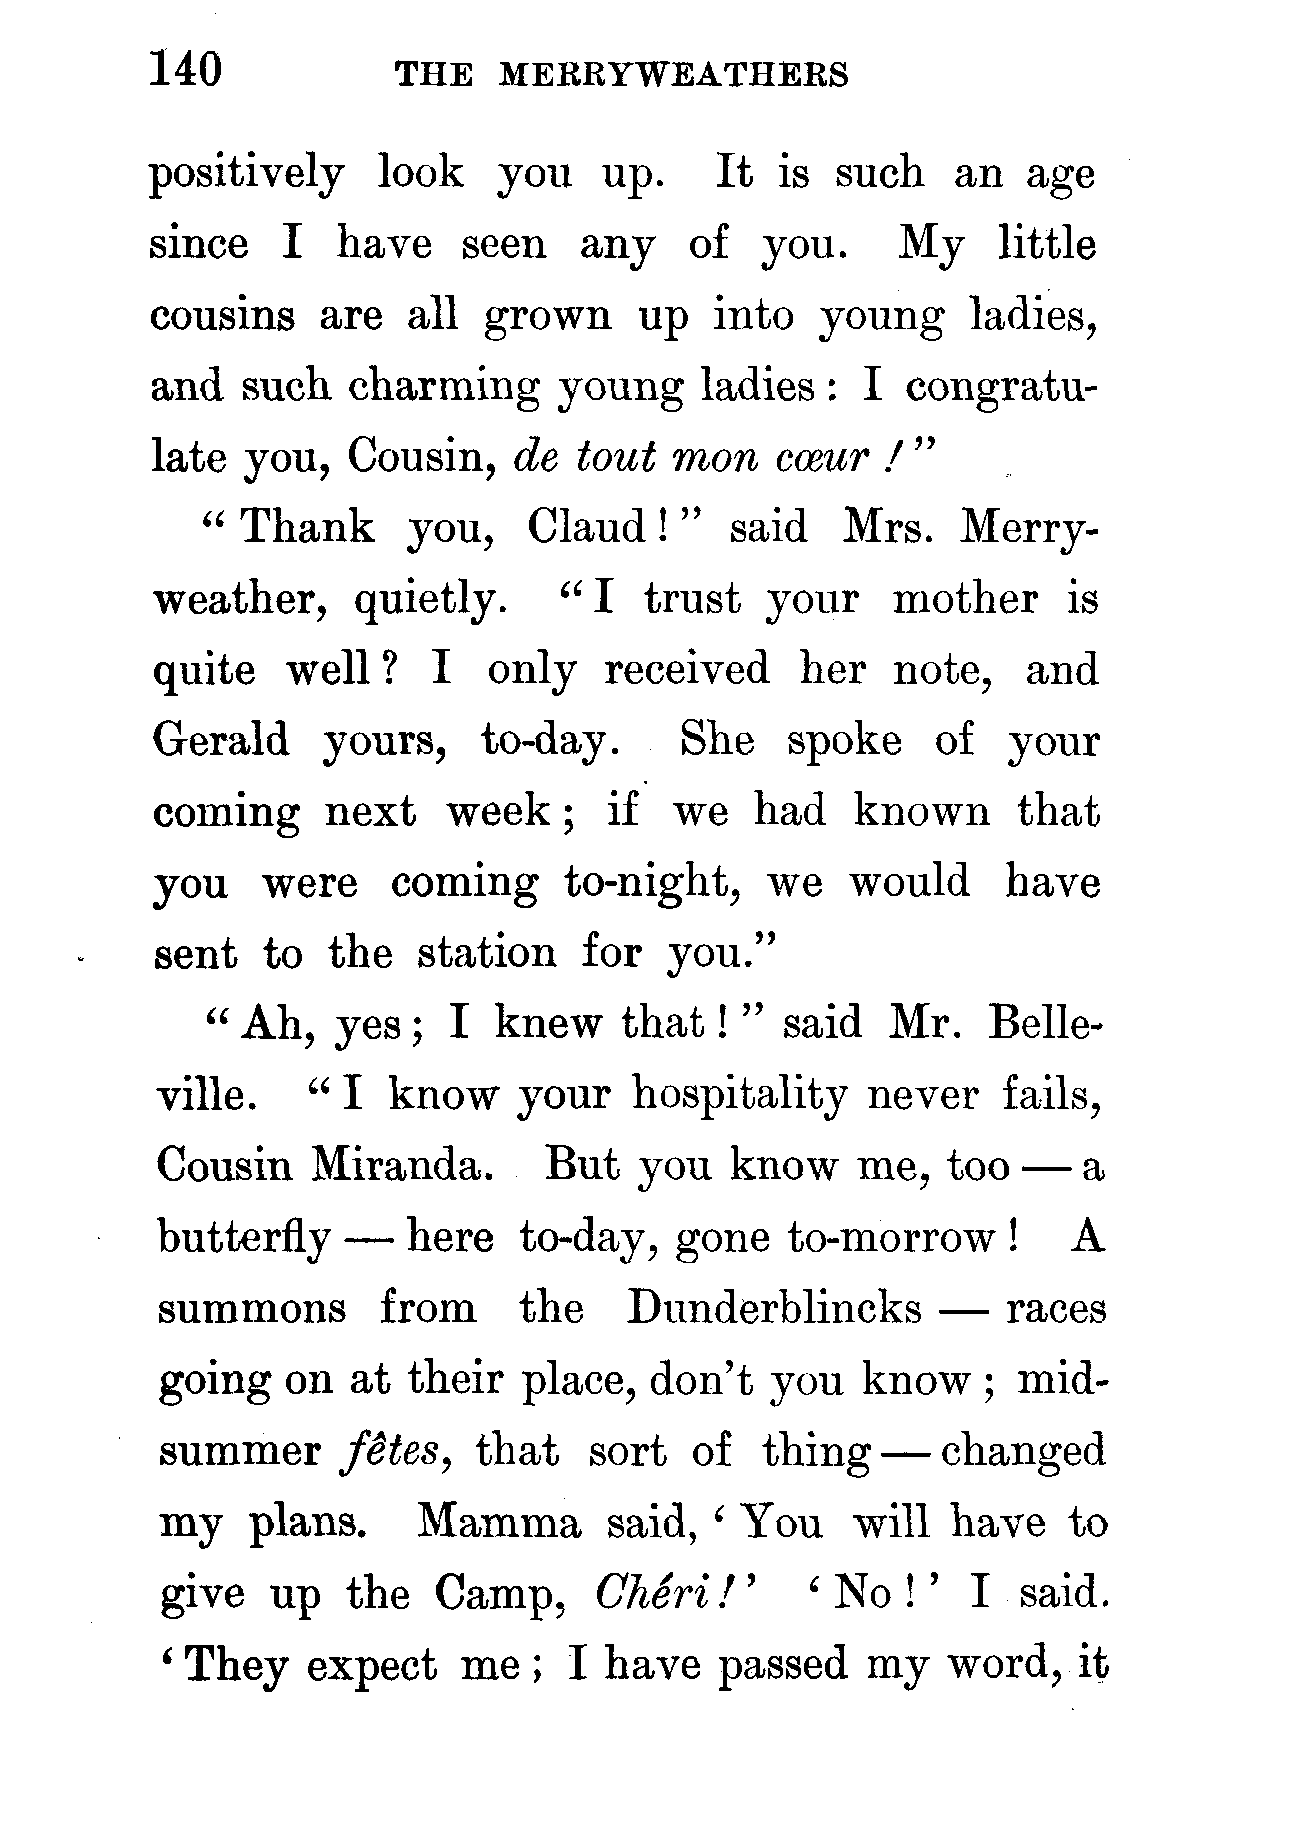 140 THE MERRYWEATHERS
positively look you up. It is such an age
since I have seen any of you. My little
cousins are all grown up into young ladies,
and such charming young ladies : I congratu-
late you, Cousin, de tout mon cœur ! ”
“ Thank you, Claud ! ” said Mrs. Merry-
weather, quietly. “ I trust your mother is
quite well ? I only received her note, and
Gerald yours, to-day. She spoke of your
coming next week ; if we had known that
you were coming to-night, we would have
sent to the station for you.”
“ Ah, yes ; I knew that ! ” said Mr. Belle-
ville. “ I know your hospitality never fails,
Cousin Miranda. But you know me, too — a
butterfly — here to-day, gone to-morrow ! A
summons from the Dunderblincks — races
going on at their place, don’t you know ; mid-
summer fêtes, that sort of thing — changed
my plans. Mamma said, ‘ You will have to
give up the Camp, Chéri ! ’ ‘ No ! ’ I said.
‘ They expect me ; I have passed my word, it